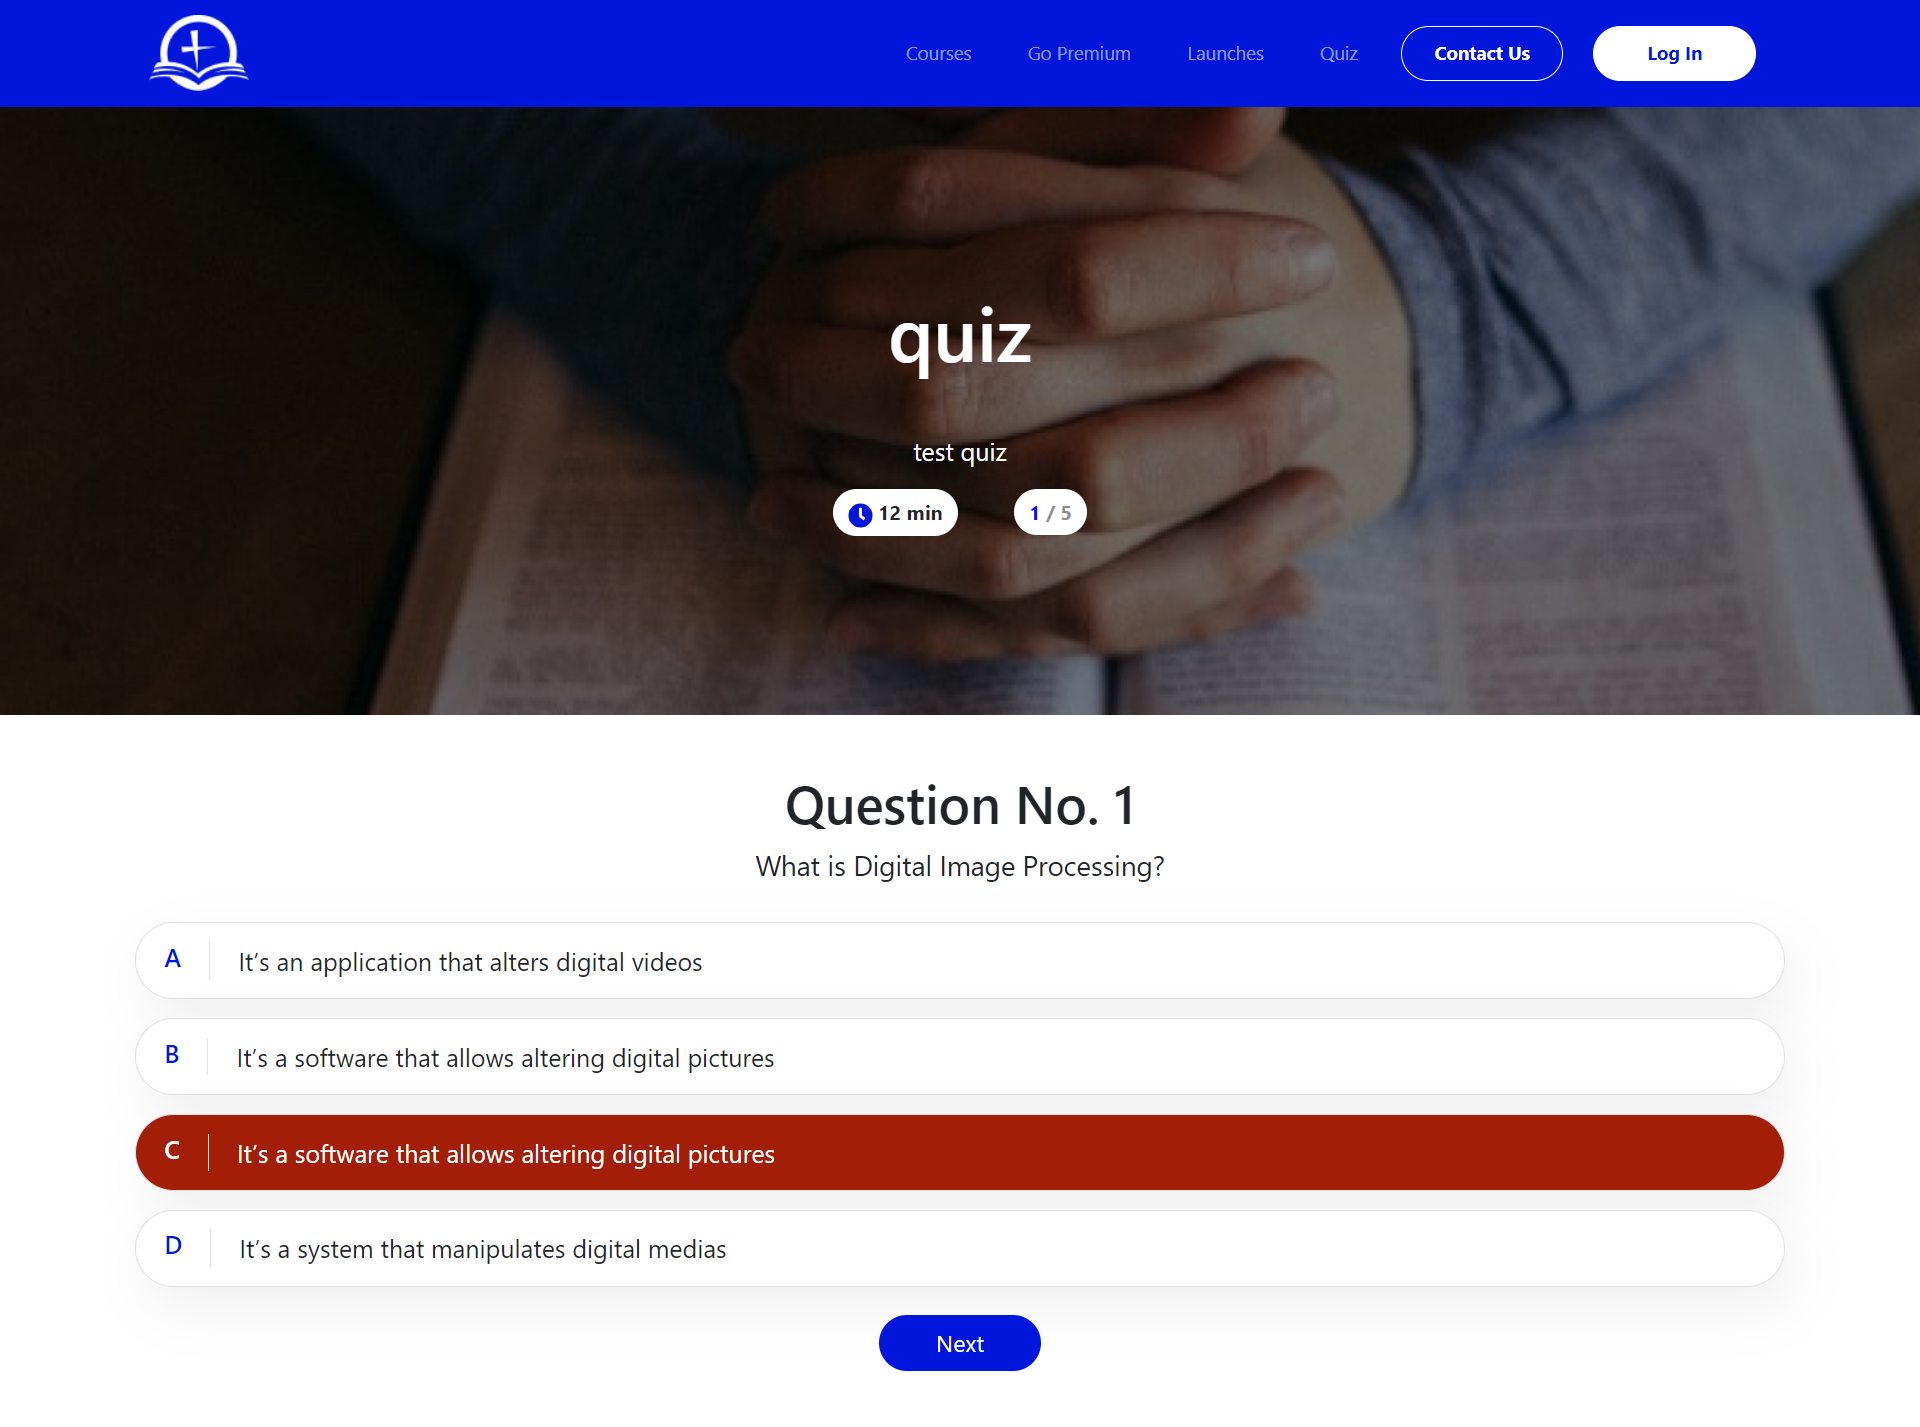 Courses Go Premium Launches Quiz Contact Us Log In
quiz
test quiz
12 min 1 / 5
Question No. 1
What is Digital Image Processing?
A It’s an application that alters digital videos
B It’s a software that allows altering digital pictures
C It’s a software that allows altering digital pictures
D It’s a system that manipulates digital medias
Next